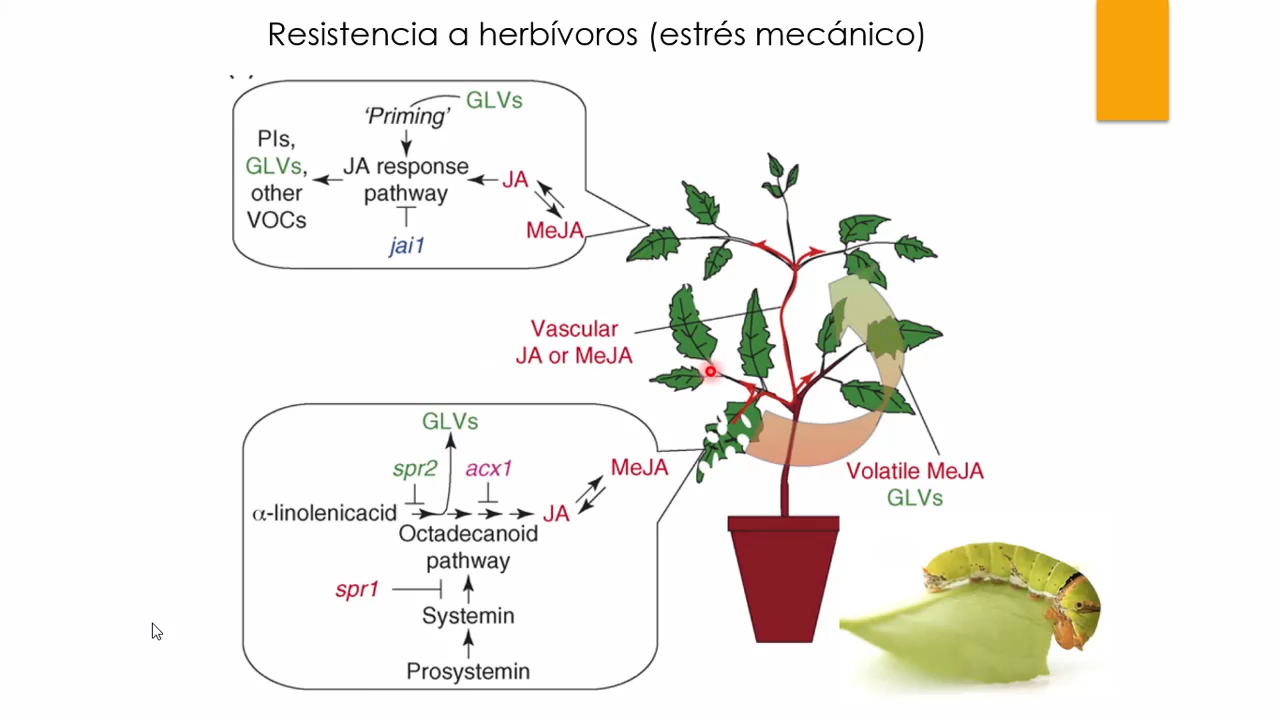 Resistencia a herbívoros (estrés mecánico)
GLVs
'Priming'
PIs,
GLVs,
other
VOCs
JA response
pathway
JA
MeJA
jai1
Vascular
JA or MeJA
GLVs
spr2
acx1
MeJA
α-linolenicacid
JA
Octadecanoid
pathway
spr1
Systemin
Prosystemin
Volatile MeJA
GLVs